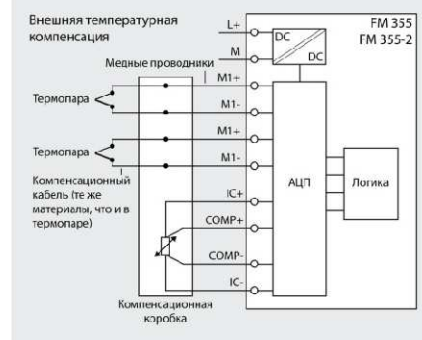 Внешняя температурная
компенсация
L+
FM 355
FM 355-2
DC
DC
M
Медные проводники
M1+
Термопара
M1-
M1+
Термопара
M1-
Компенсационный
кабель (те же
материалы, что и в
термопаре)
IC+
АЦП
Логика
COMP+
COMP-
IC-
Компенсационная
коробка